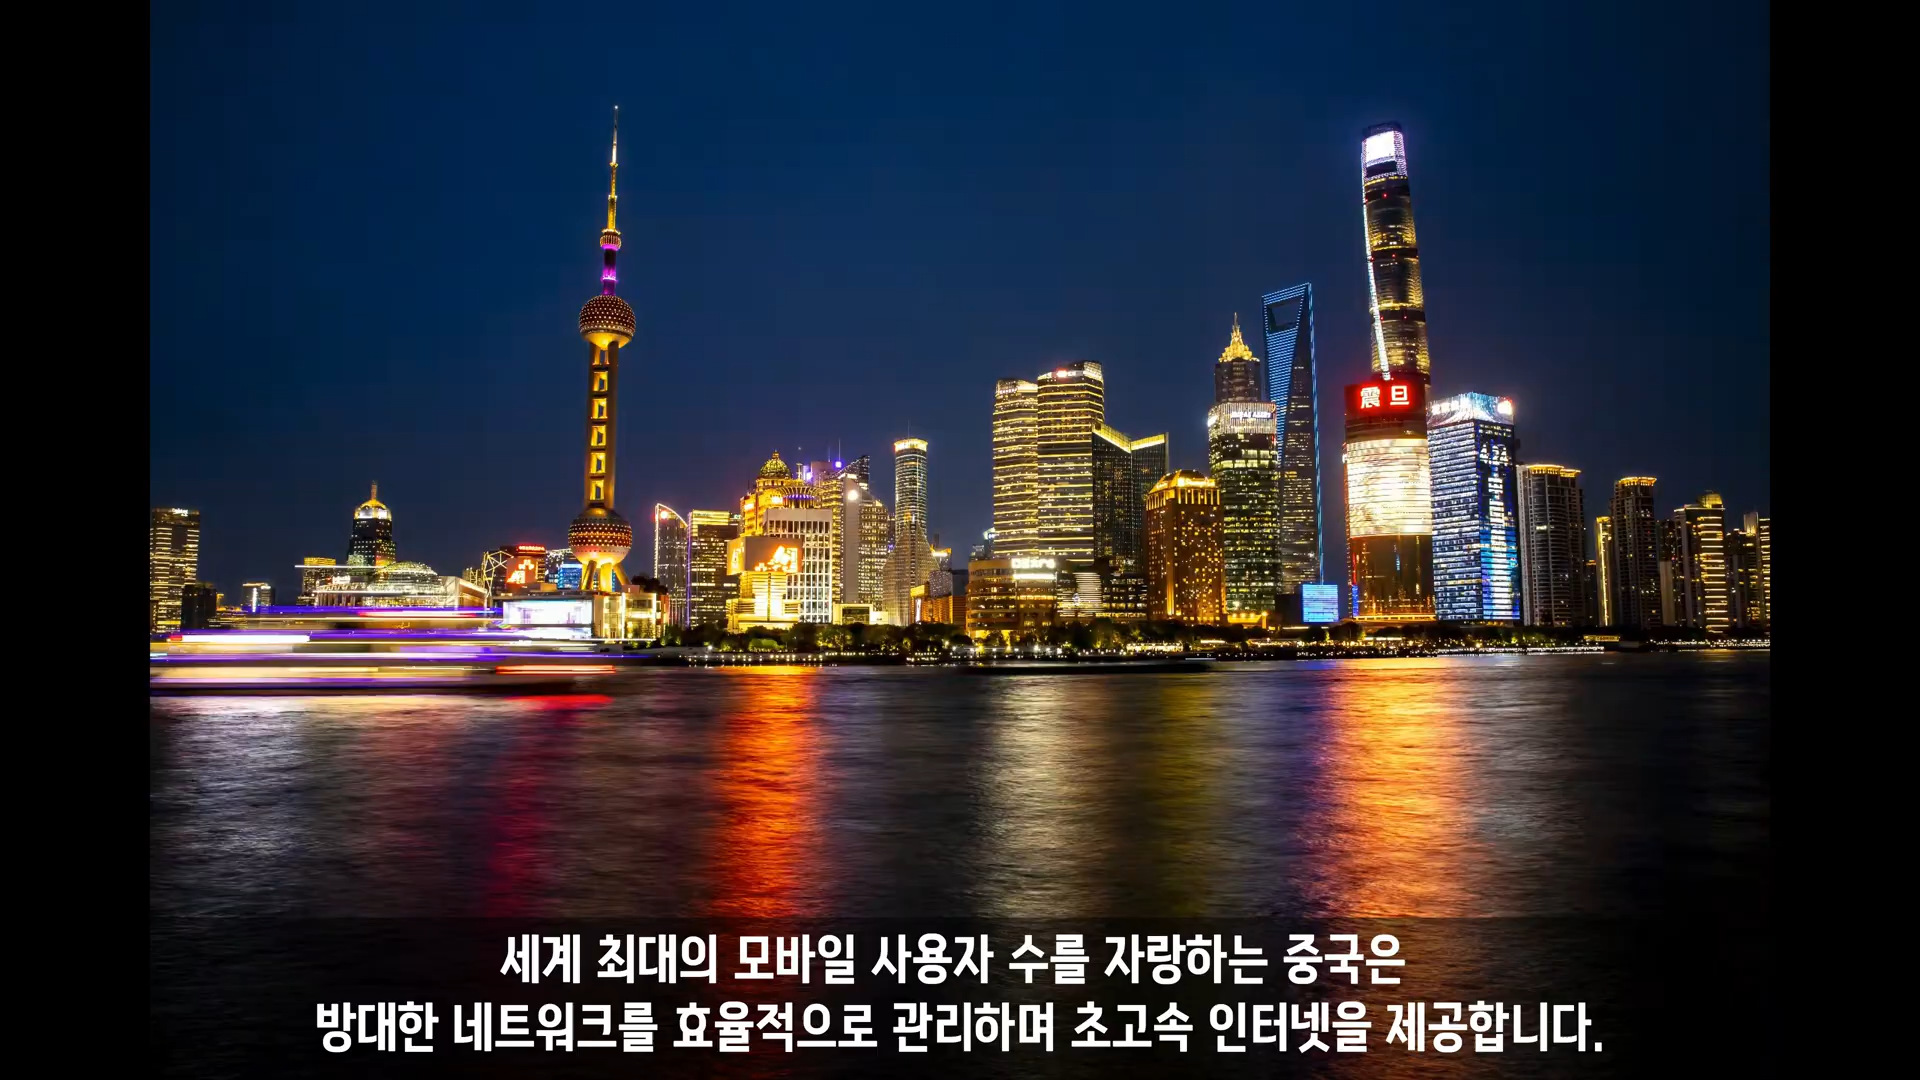 震旦
세계 최대의 모바일 사용자 수를 자랑하는 중국은
방대한 네트워크를 효율적으로 관리하며 초고속 인터넷을 제공합니다.